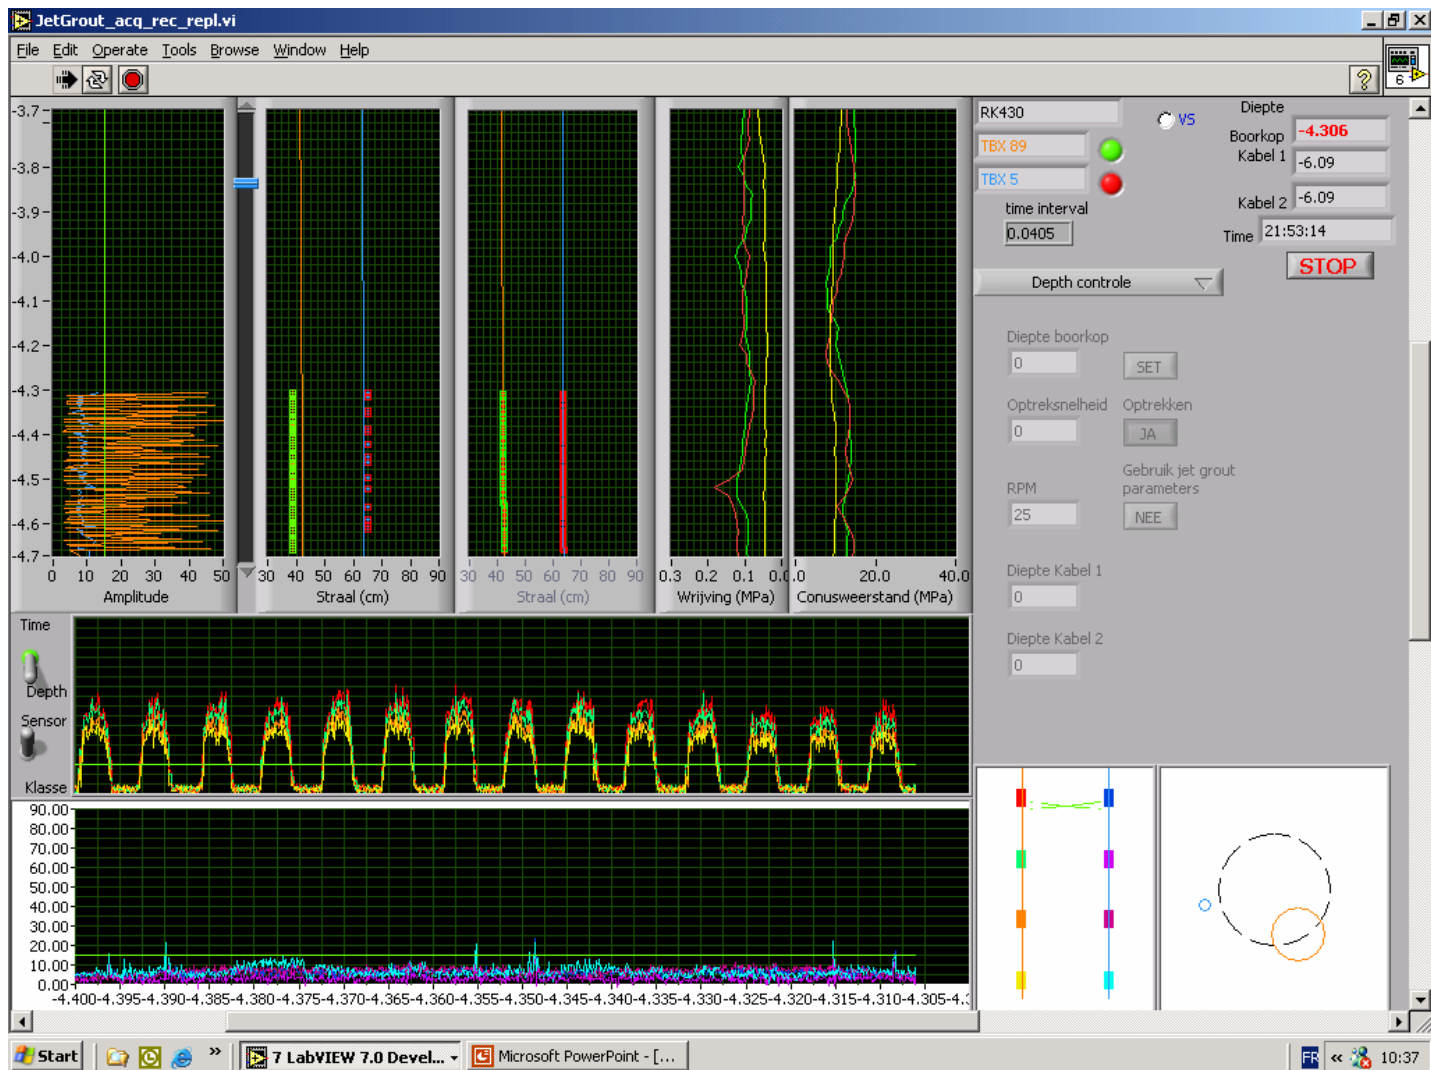 JetGrout_acq_rec_repl.vi
File Edit Operate Tools Browse Window Help
6
-3.7
-3.8
-3.9
-4.0
-4.1
-4.2
-4.3
-4.4
-4.5
-4.6
-4.7
0 10 20 30 40 50
Amplitude
30 40 50 60 70 80 90
Straal (cm)
30 40 50 60 70 80 90
Straal (cm)
0.3 0.2 0.1
Wrijving (MPa)
20.0 40.0
Conusweerstand (MPa)
RK430
VS
TBX 89
TBX 5
time interval
0.0405
Diepte
Boorkop -4.306
Kabel 1 -6.09
Kabel 2 -6.09
Time 21:53:14
STOP
Depth controle
Diepte boorkop
0 SET
Optreksnelheid Optrekken
0 JA
Gebruik jet grout
RPM parameters
25 NEE
Diepte Kabel 1
0
Diepte Kabel 2
0
Time
Depth
Sensor
Klasse
90.00
80.00
70.00
60.00
50.00
40.00
30.00
20.00
10.00
0.00
-4.400 -4.395 -4.390 -4.385 -4.380 -4.375 -4.370 -4.365 -4.360 -4.355 -4.350 -4.345 -4.340 -4.335 -4.330 -4.325 -4.320 -4.315 -4.310 -4.305
Start » 7 LabVIEW 7.0 Devel... Microsoft PowerPoint - [... FR « 10:37